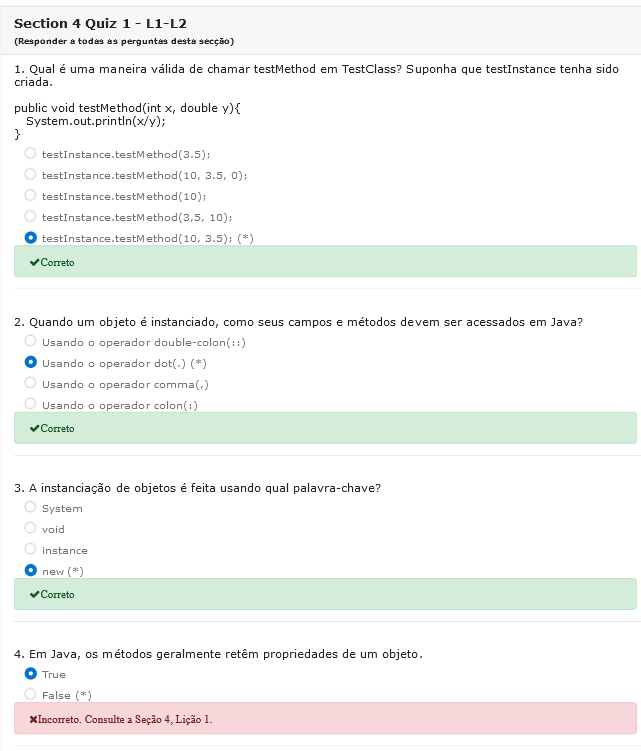 Section 4 Quiz 1 - L1-L2
(Responder a todas as perguntas desta secção)
1. Qual é uma maneira válida de chamar testMethod em TestClass? Suponha que testInstance tenha sido
criada.
public void testMethod(int x, double y){
System.out.println(x/y);
}
testInstance.testMethod(3.5);
testInstance.testMethod(10, 3.5, 0);
testInstance.testMethod(10);
testInstance.testMethod(3,5, 10);
testInstance.testMethod(10, 3.5); (*)
✔Correto
2. Quando um objeto é instanciado, como seus campos e métodos devem ser acessados em Java?
Usando o operador double-colon(::)
Usando o operador dot(.) (*)
Usando o operador comma(,)
Usando o operador colon(:)
✔Correto
3. A instanciação de objetos é feita usando qual palavra-chave?
System
void
instance
new (*)
✔Correto
4. Em Java, os métodos geralmente retêm propriedades de um objeto.
True
False (*)
✖Incorreto. Consulte a Seção 4, Lição 1.